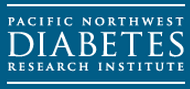 PACIFIC NORTHWEST
DIABETES
RESEARCH INSTITUTE